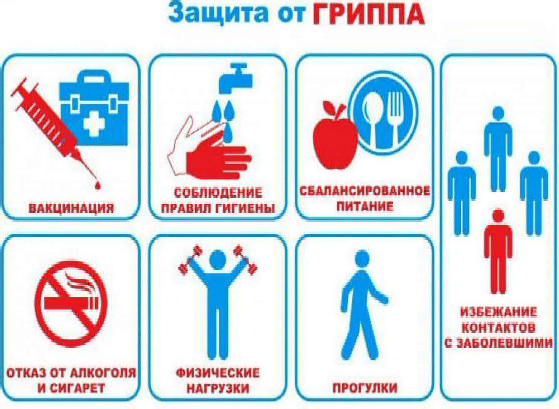 Защита от ГРИППА
ВАКЦИНАЦИЯ
СОБЛЮДЕНИЕ
ПРАВИЛ ГИГИЕНЫ
СБАЛАНСИРОВАННОЕ
ПИТАНИЕ
ИЗБЕЖАНИЕ
КОНТАКТОВ
С ЗАБОЛЕВШИМИ
ОТКАЗ ОТ АЛКОГОЛЯ
И СИГАРЕТ
ФИЗИЧЕСКИЕ
НАГРУЗКИ
ПРОГУЛКИ